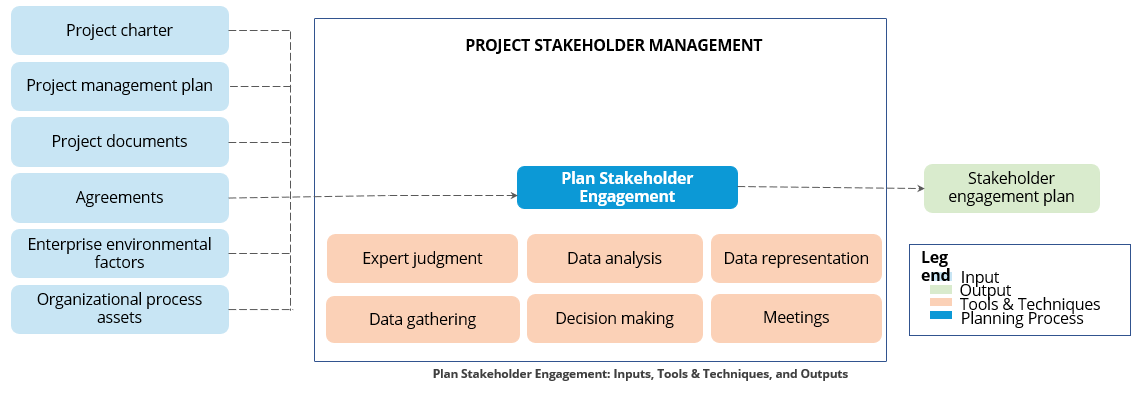 Project charter
Project management plan
Project documents
Agreements
Enterprise environmental
factors
Organizational process
assets
PROJECT STAKEHOLDER MANAGEMENT
Plan Stakeholder
Engagement
Expert judgment
Data analysis
Data representation
Data gathering
Decision making
Meetings
Stakeholder
engagement plan
Leg
end
Input
Output
Tools & Techniques
Planning Process
Plan Stakeholder Engagement: Inputs, Tools & Techniques, and Outputs